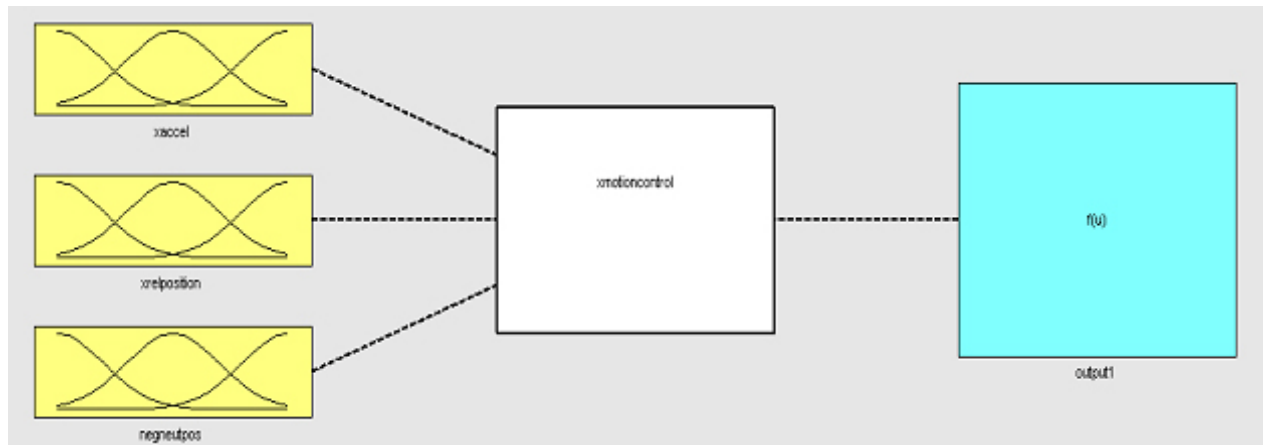 xaccel
xmotioncontrol
xrelposition
f(u)
output1
negneutpos